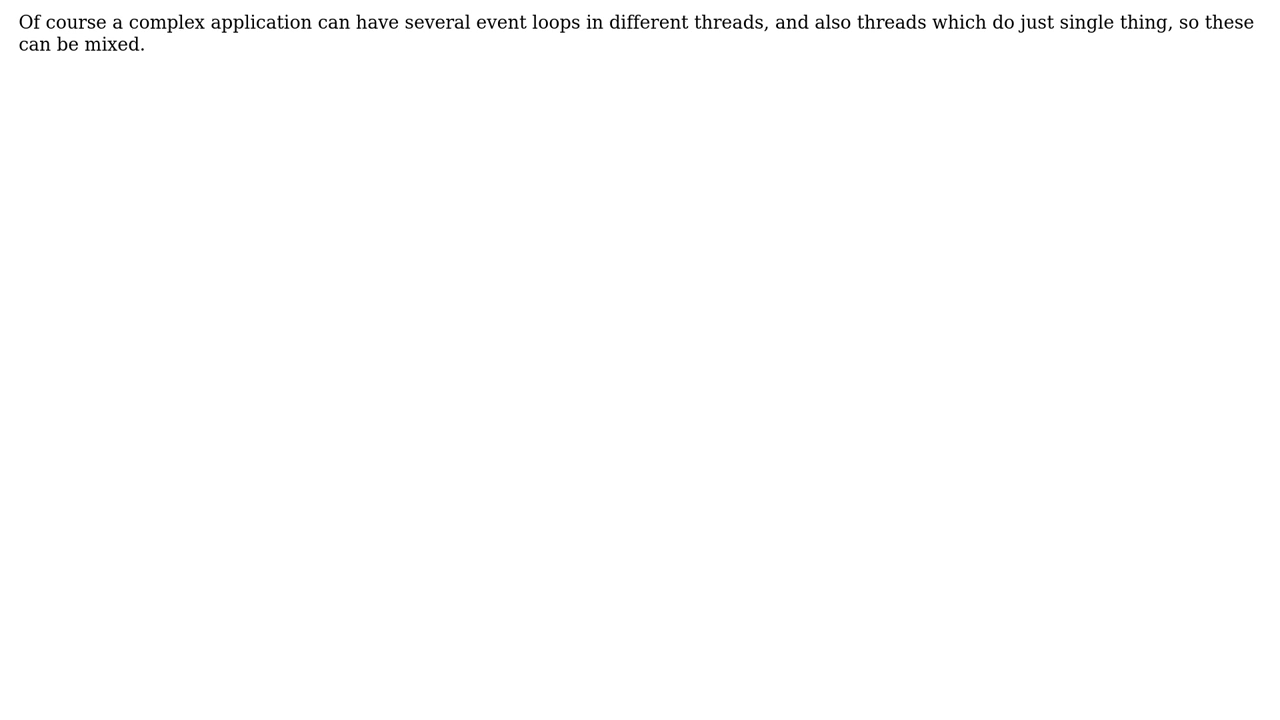 Of course a complex application can have several event loops in different threads, and also threads which do just single thing, so these
can be mixed.